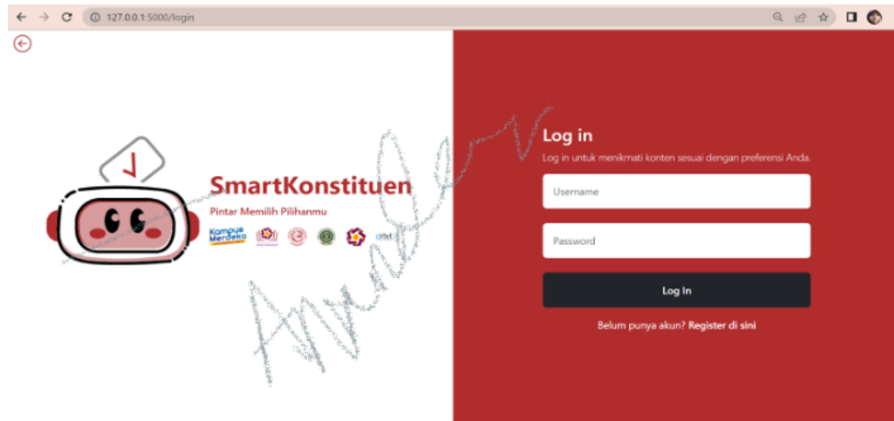 127.0.0.1:5000/login
SmartKonstituen
Pintar Memilih Pilihanmu
Kampus
Merdeka
orbit
Log in
Log in untuk menikmati konten sesuai dengan preferensi Anda.
Username
Password
Log In
Belum punya akun? Register di sini